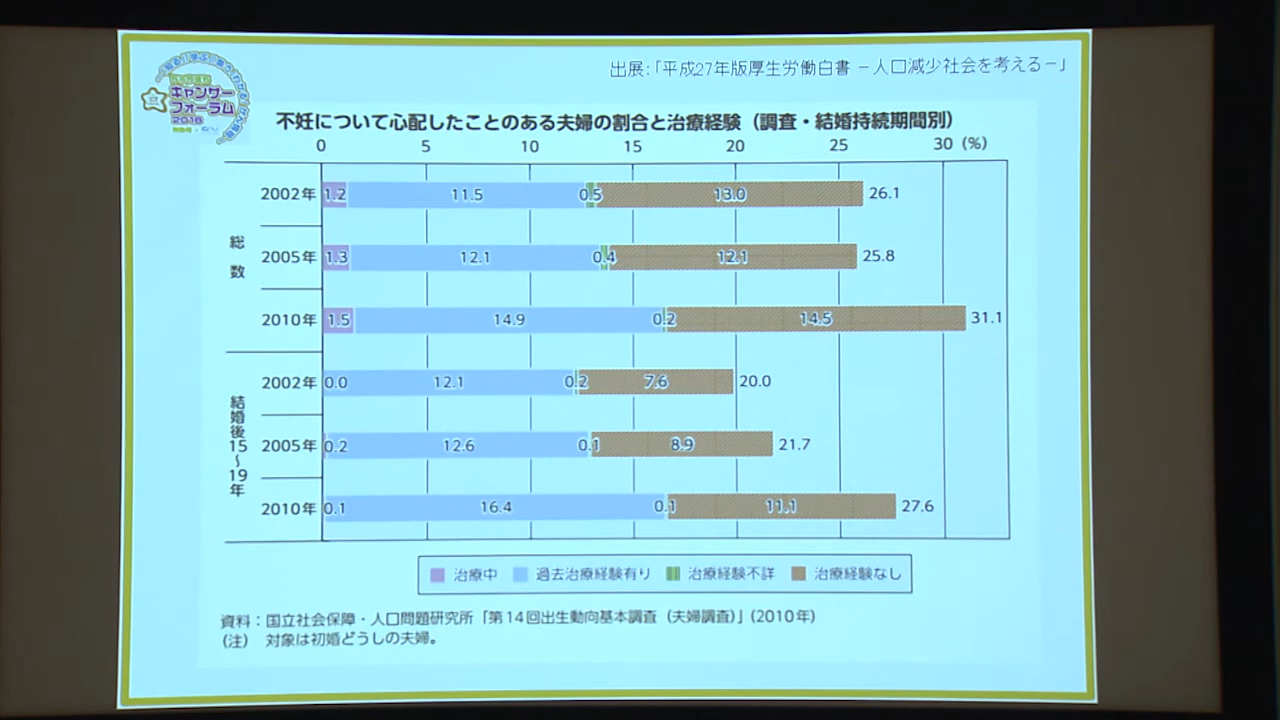 出展：「平成27年版厚生労働白書 －人口減少社会を考える－」
キャンサー
フォーラム
2016
不妊について心配したことのある夫婦の割合と治療経験（調査・結婚持続期間別）
0 5 10 15 20 25 30 (%)
総数
2002年 1.2 11.5 0.5 13.0 26.1
2005年 1.3 12.1 0.4 12.1 25.8
2010年 1.5 14.9 0.2 14.5 31.1
結婚後15～19年
2002年 0.0 12.1 0.2 7.6 20.0
2005年 0.2 12.6 0.1 8.9 21.7
2010年 0.1 16.4 0.1 11.1 27.6
治療中 過去治療経験有り 治療経験不詳 治療経験なし
資料：国立社会保障・人口問題研究所「第14回出生動向基本調査（夫婦調査）」(2010年)
（注） 対象は初婚どうしの夫婦。